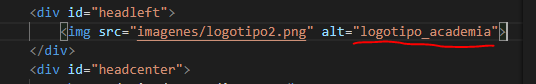 <div id="headleft">
<img src="imagenes/logotipo2.png" alt="logotipo_academia">
</div>
<div id="headcenter">